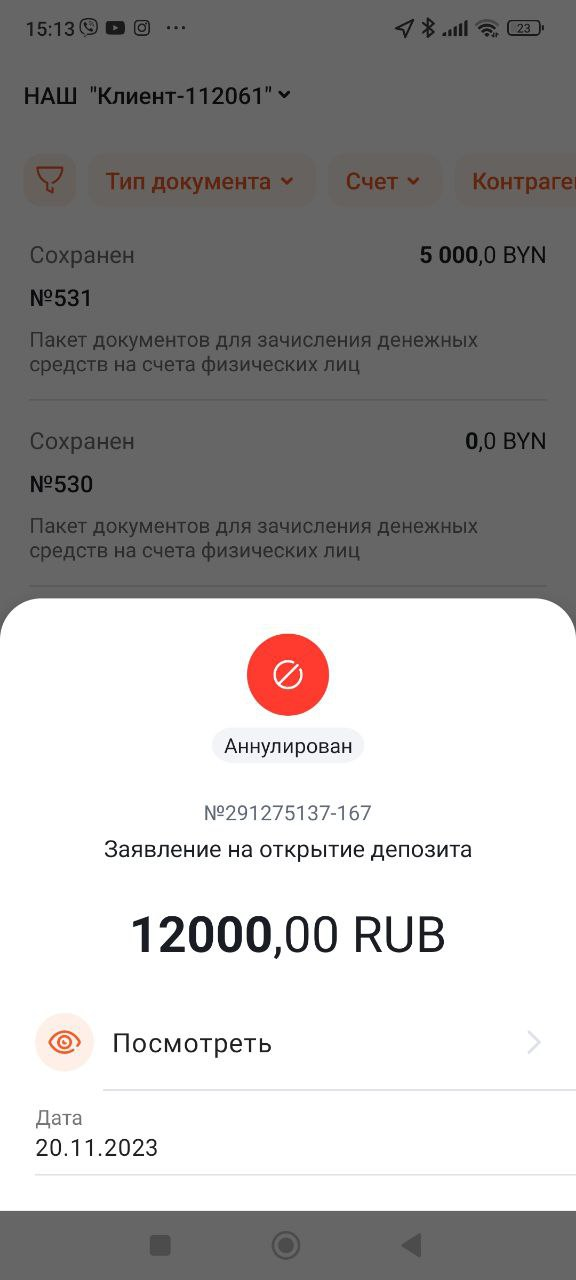 15:13
23
НАШ "Клиент-112061"
Тип документа
Счет
Контраге
Сохранен
5 000,0 BYN
№531
Пакет документов для зачисления денежных
средств на счета физических лиц
Сохранен
0,0 BYN
№530
Пакет документов для зачисления денежных
средств на счета физических лиц
Аннулирован
№291275137-167
Заявление на открытие депозита
12000,00 RUB
Посмотреть
Дата
20.11.2023